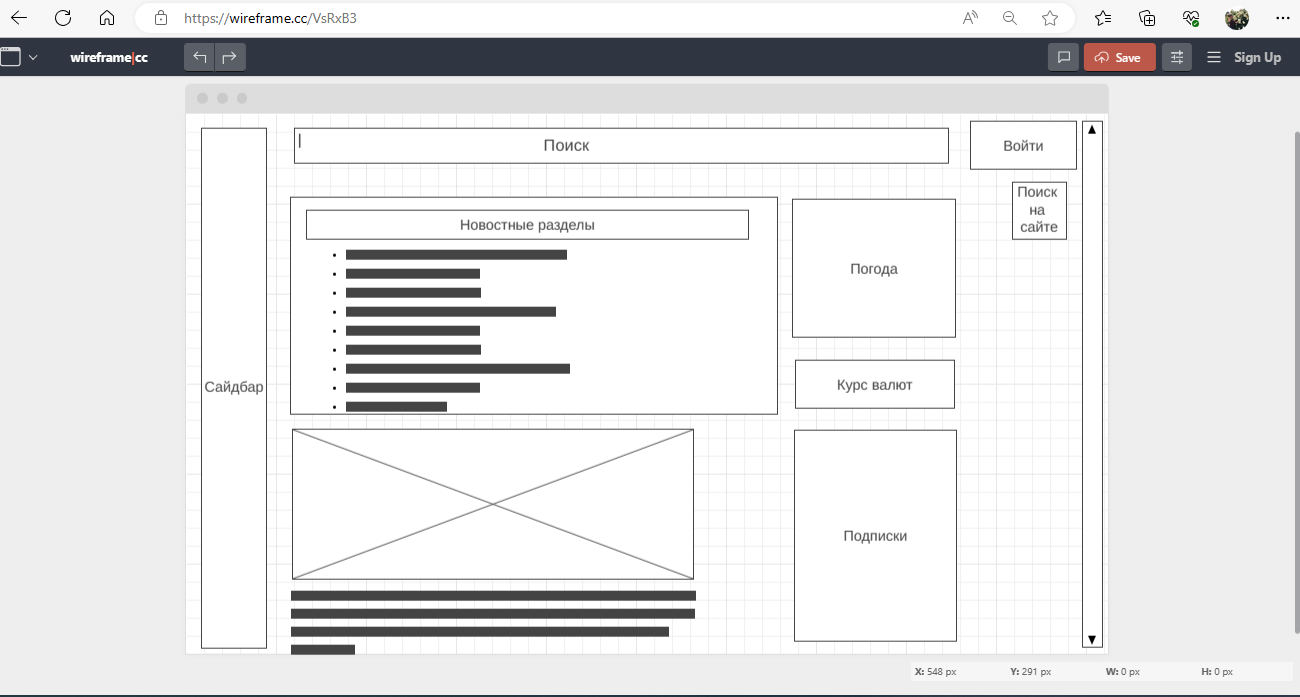 https://wireframe.cc/VsRxB3
wireframe|cc
Save
Sign Up
Поиск
Войти
Поиск
на
сайте
Новостные разделы
Погода
Курс валют
Сайдбар
Подписки
X: 548 px Y: 291 px W: 0 px H: 0 px